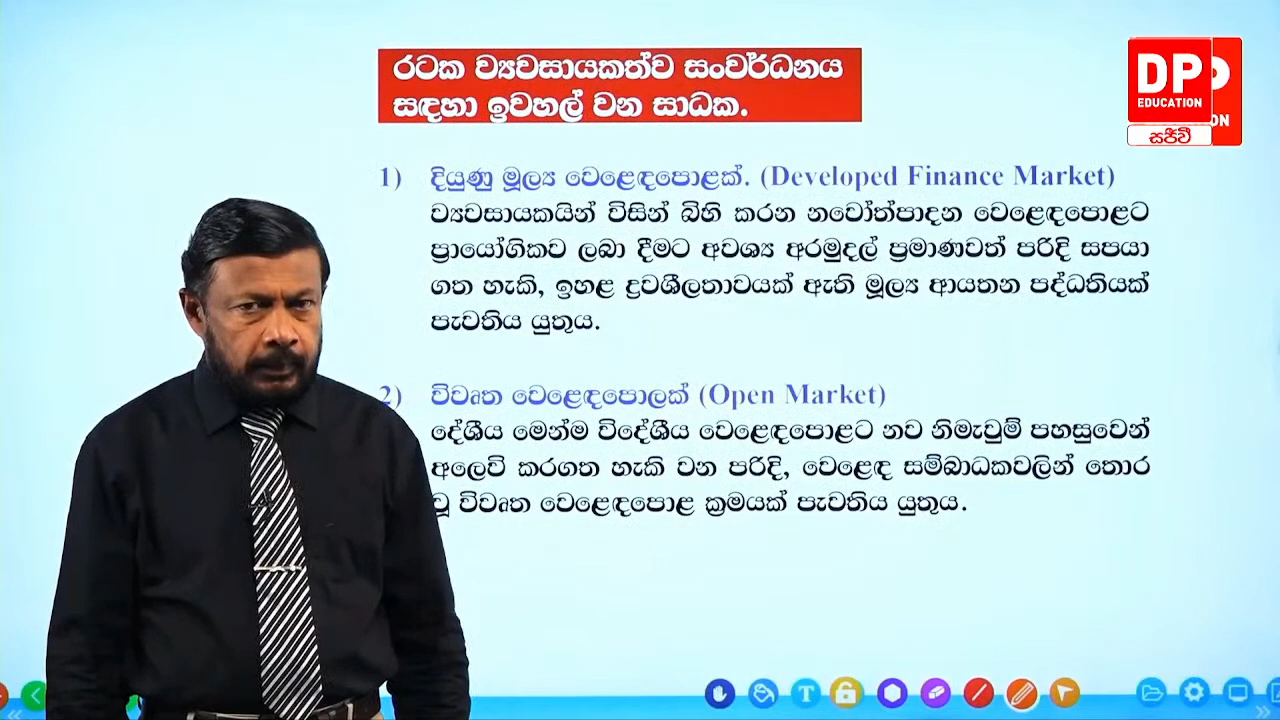 රටක ව්‍යවසායකත්ව සංවර්ධනය
සඳහා ඉවහල් වන සාධක.
DP
EDUCATION
සජීවී
P
ON
1) දියුණු මූල්‍ය වෙළෙඳපොළක්. (Developed Finance Market)
ව්‍යවසායකයින් විසින් බිහි කරන නවෝත්පාදන වෙළෙඳපොළට
ප්‍රායෝගිකව ලබා දීමට අවශ්‍ය අරමුදල් ප්‍රමාණවත් පරිදි සපයා
ගත හැකි, ඉහළ ද්‍රවශීලතාවයක් ඇති මූල්‍ය ආයතන පද්ධතියක්
පැවතිය යුතුය.
2) විවෘත වෙළෙඳපොලක් (Open Market)
දේශීය මෙන්ම විදේශීය වෙළෙඳපොළට නව නිමැවුම් පහසුවෙන්
අලෙවි කරගත හැකි වන පරිදි, වෙළෙඳ සම්බාධකවලින් තොර
වූ විවෘත වෙළෙඳපොළ ක්‍රමයක් පැවතිය යුතුය.